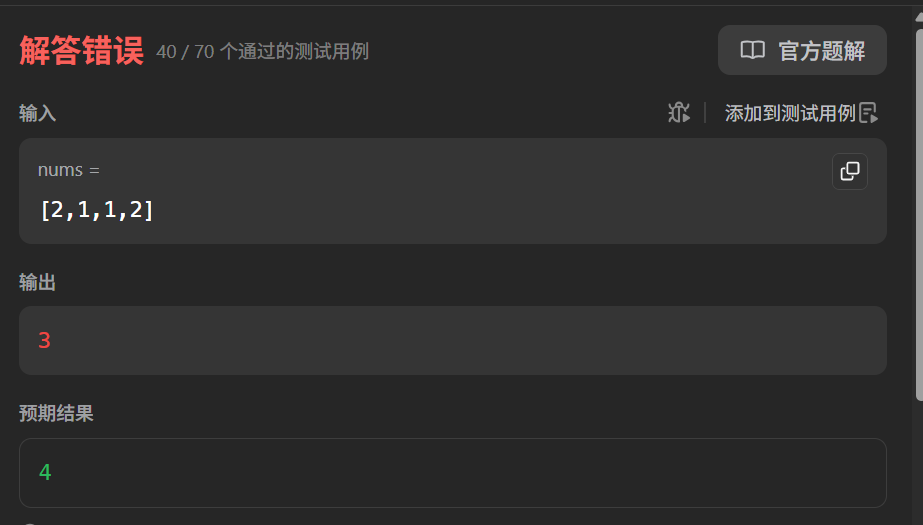 解答错误 40 / 70 个通过的测试用例 官方题解
输入 添加到测试用例
nums =
[2,1,1,2]
输出
3
预期结果
4